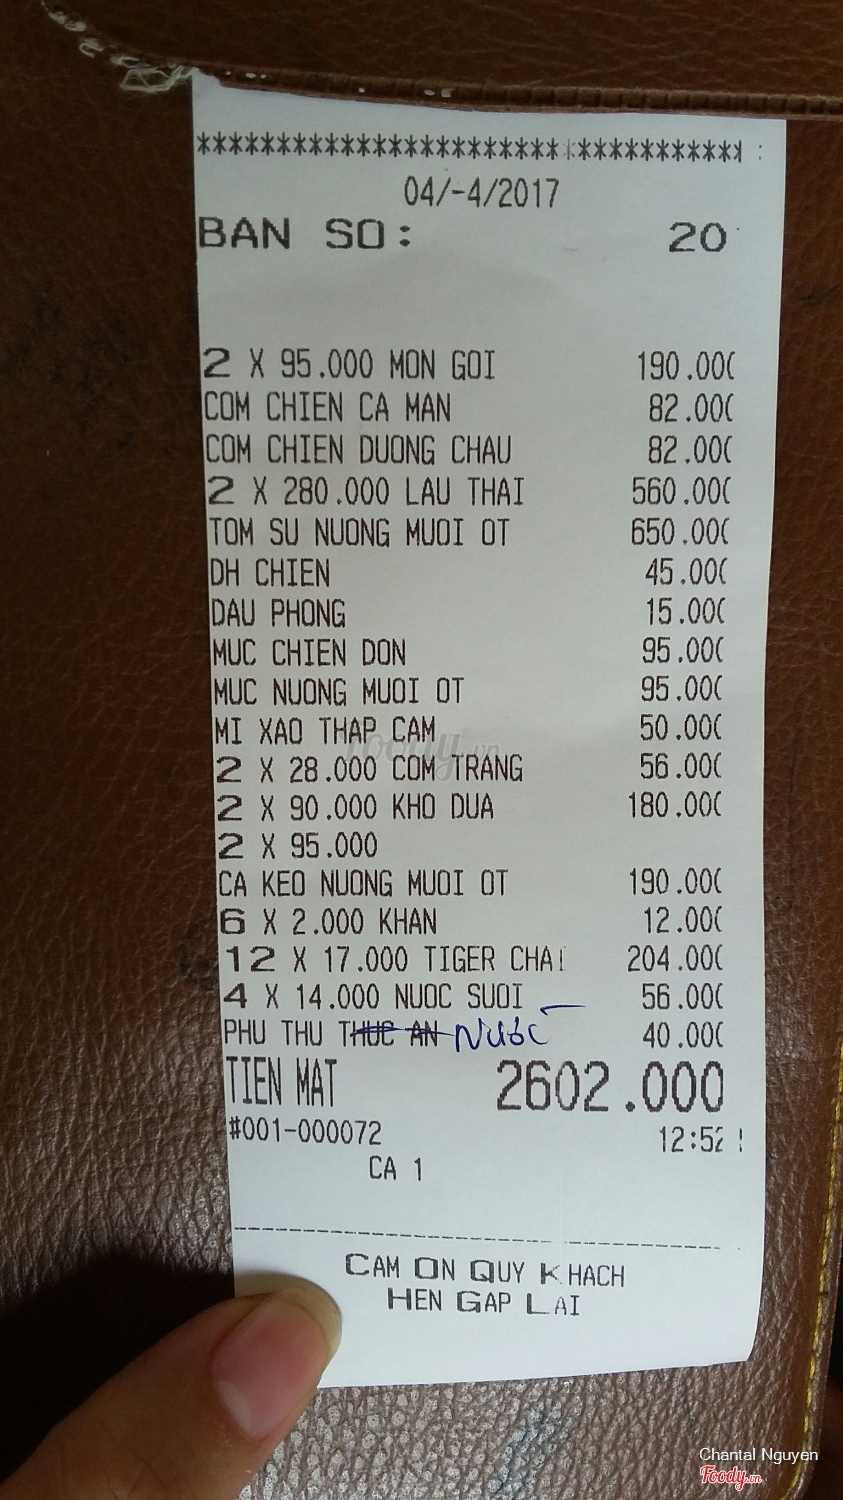 *********************************** :
04/-4/2017
BAN SO: 20
2 X 95.000 MON GOI 190.000
COM CHIEN CA MAN 82.000
COM CHIEN DUONG CHAU 82.000
2 X 280.000 LAU THAI 560.000
TOM SU NUONG MUOI OT 650.000
DH CHIEN 45.000
DAU PHONG 15.000
MUC CHIEN DON 95.000
MUC NUONG MUOI OT 95.000
MI XAO THAP CAM 50.000
2 X 28.000 COM TRANG 56.000
2 X 90.000 KHO DUA 180.000
2 X 95.000
CA KEO NUONG MUOI OT 190.000
6 X 2.000 KHAN 12.000
12 X 17.000 TIGER CHAI 204.000
4 X 14.000 NUOC SUOI 56.000
PHU THU THUC AN Nước 40.000
TIEN MAT 2602.000
#001-000072 12:52
CA 1
CAM ON QUY KHACH
HEN GAP LAI
Foody.vn
Chantal Nguyen
Foody.vn